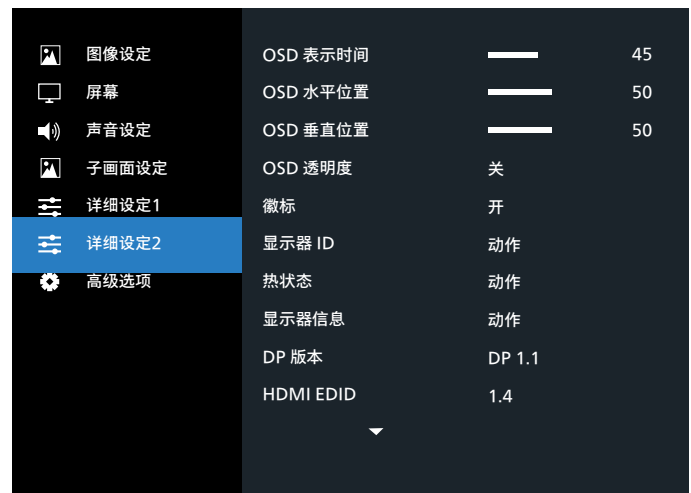 图像设定
屏幕
声音设定
子画面设定
详细设定1
详细设定2
高级选项
OSD 表示时间 45
OSD 水平位置 50
OSD 垂直位置 50
OSD 透明度 关
徽标 开
显示器 ID 动作
热状态 动作
显示器信息 动作
DP 版本 DP 1.1
HDMI EDID 1.4